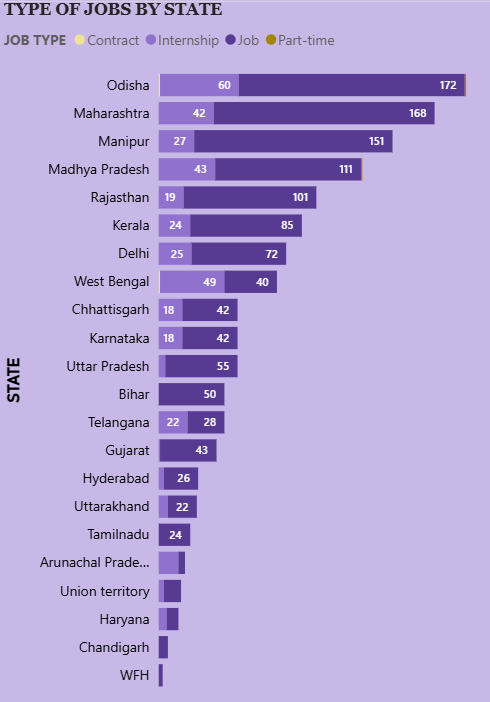 TYPE OF JOBS BY STATE
JOB TYPE Contract Internship Job Part-time
Odisha 60 172
Maharashtra 42 168
Manipur 27 151
Madhya Pradesh 43 111
Rajasthan 19 101
Kerala 24 85
Delhi 25 72
West Bengal 49 40
Chhattisgarh 18 42
Karnataka 18 42
Uttar Pradesh 55
Bihar 50
Telangana 22 28
Gujarat 43
Hyderabad 26
Uttarakhand 22
Tamilnadu 24
Arunachal Prade...
Union territory
Haryana
Chandigarh
WFH
STATE